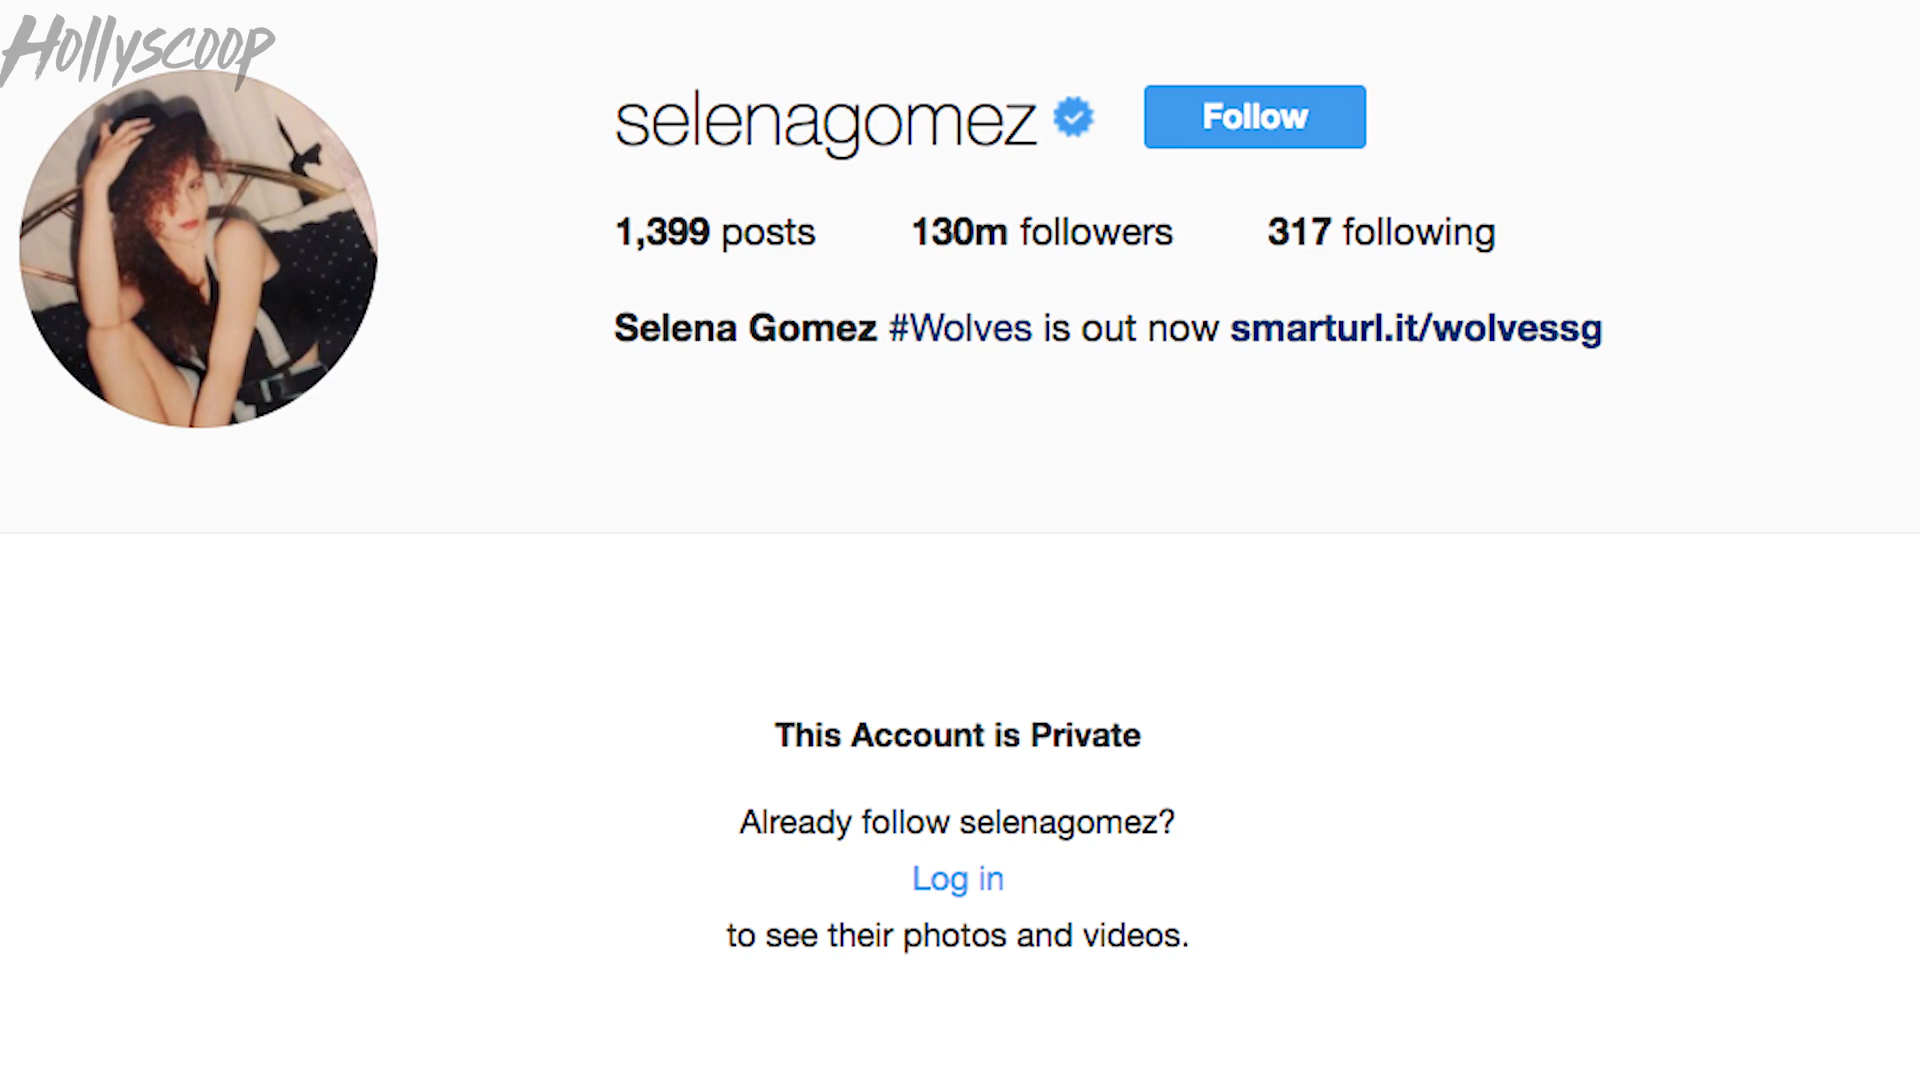 Hollyscoop
selenagomez Follow
1,399 posts 130m followers 317 following
Selena Gomez #Wolves is out now smarturl.it/wolvessg
This Account is Private
Already follow selenagomez?
Log in
to see their photos and videos.